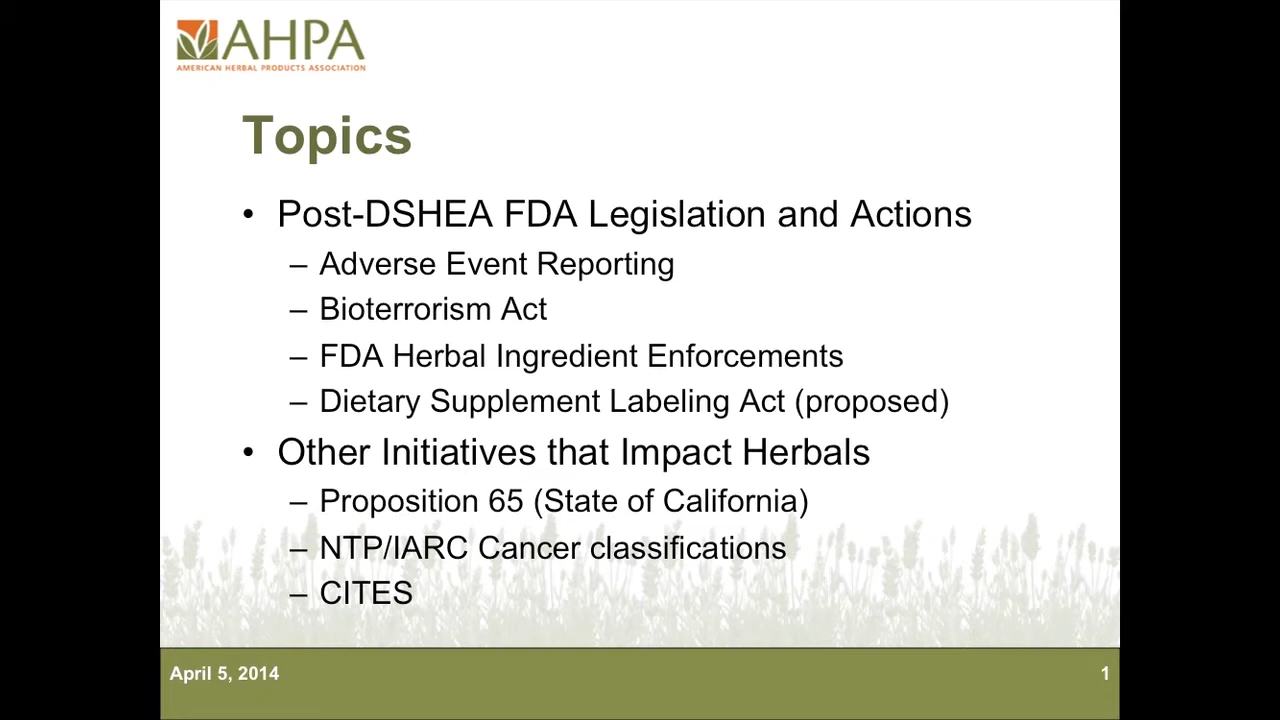 AHPA
AMERICAN HERBAL PRODUCTS ASSOCIATION
Topics
• Post-DSHEA FDA Legislation and Actions
– Adverse Event Reporting
– Bioterrorism Act
– FDA Herbal Ingredient Enforcements
– Dietary Supplement Labeling Act (proposed)
• Other Initiatives that Impact Herbals
– Proposition 65 (State of California)
– NTP/IARC Cancer classifications
– CITES
April 5, 2014
1